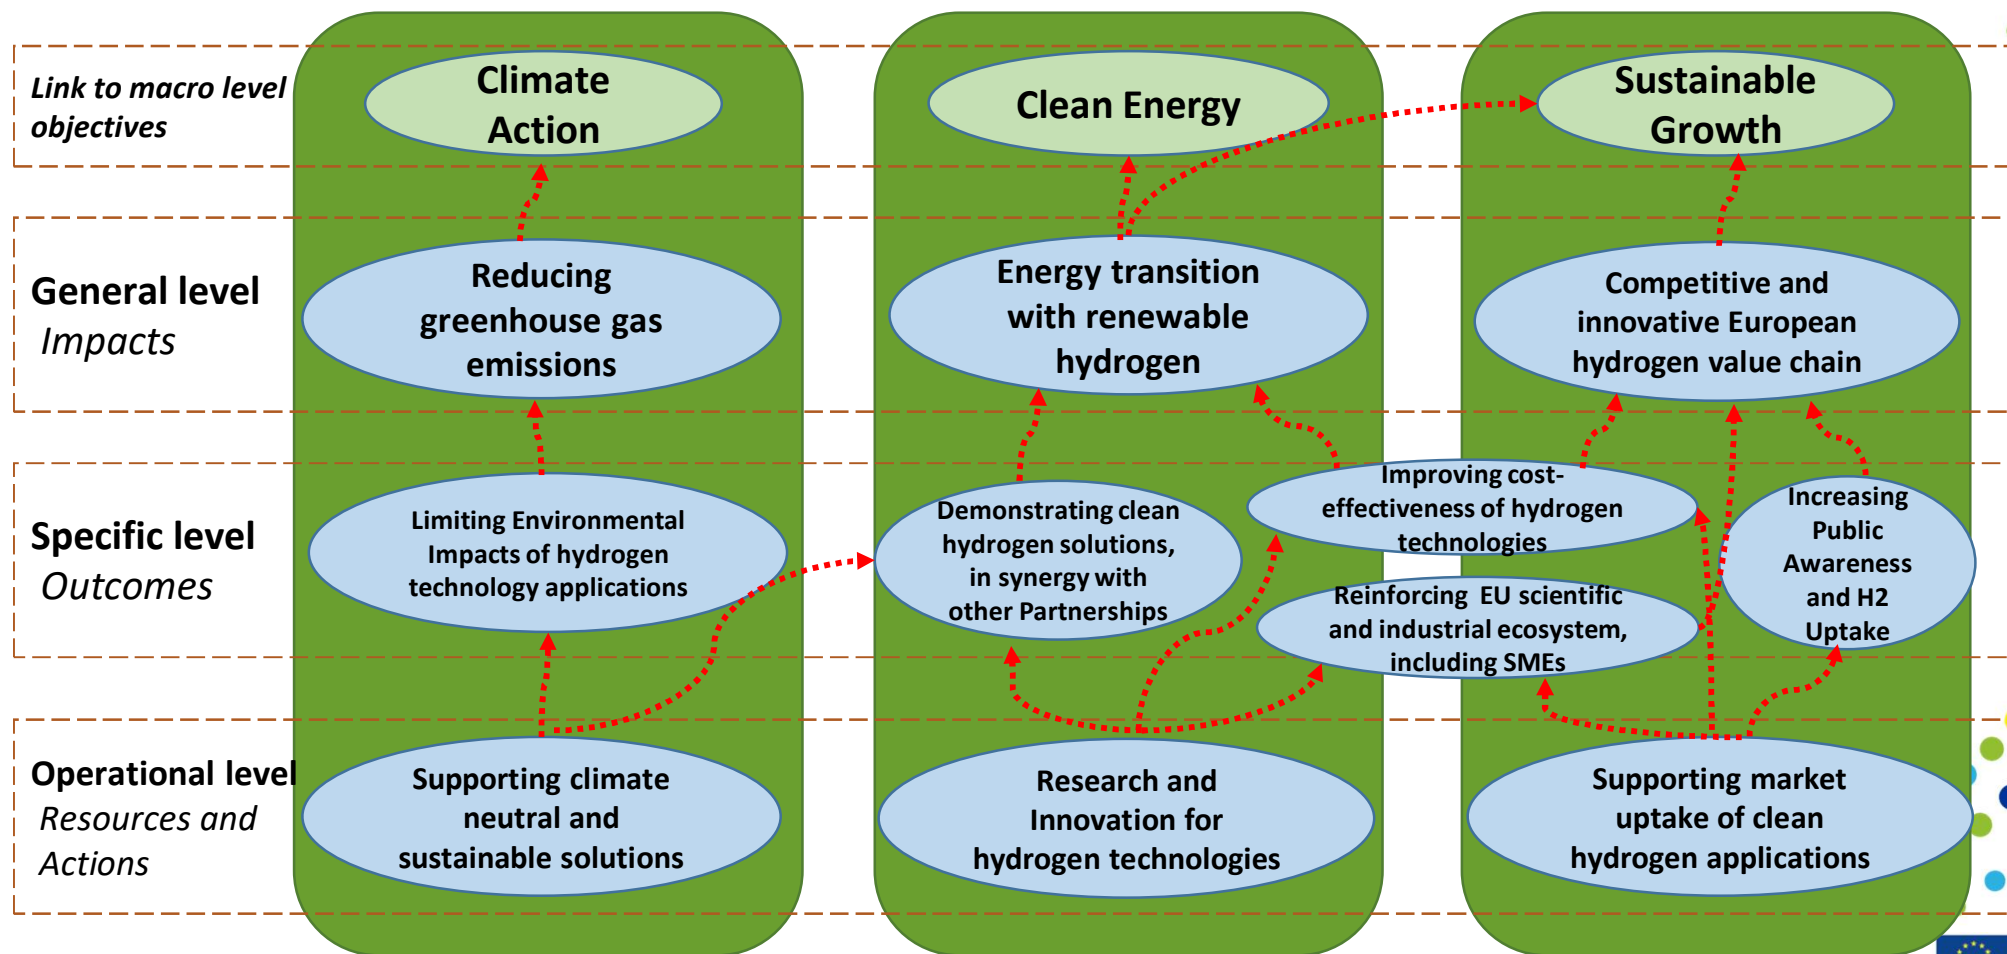 Link to macro level
objectives
Climate
Action
Clean Energy
Sustainable
Growth
General level
Impacts
Reducing
greenhouse gas
emissions
Energy transition
with renewable
hydrogen
Competitive and
innovative European
hydrogen value chain
Specific level
Outcomes
Limiting Environmental
Impacts of hydrogen
technology applications
Demonstrating clean
hydrogen solutions,
in synergy with
other Partnerships
Improving cost-
effectiveness of hydrogen
technologies
Reinforcing EU scientific
and industrial ecosystem,
including SMEs
Increasing
Public
Awareness
and H2
Uptake
Operational level
Resources and
Actions
Supporting climate
neutral and
sustainable solutions
Research and
Innovation for
hydrogen technologies
Supporting market
uptake of clean
hydrogen applications